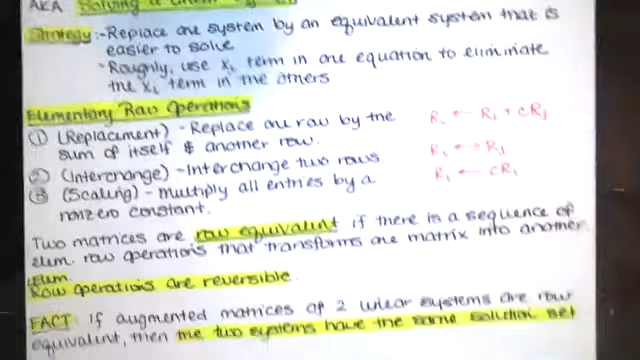 AKA Solving a Linear System
Strategy:- Replace one system by an equivalent system that is
easier to solve
- Roughly, use x₁ term in one equation to eliminate
the x₁ term in the others
Elementary Row Operations
① (Replacement) - Replace one row by the
sum of itself & another row. R₁ ← R₁ + cRⱼ
② (Interchange) - Interchange two rows R₁ ↔ Rⱼ
③ (Scaling) - Multiply all entries by a R₁ ← cR₁
nonzero constant.
Two matrices are row equivalent if there is a sequence of
elem. row operations that transforms one matrix into another.
Elem.
Row operations are reversible.
FACT: If augmented matrices of 2 linear systems are row
equivalent, then the two systems have the same solution set